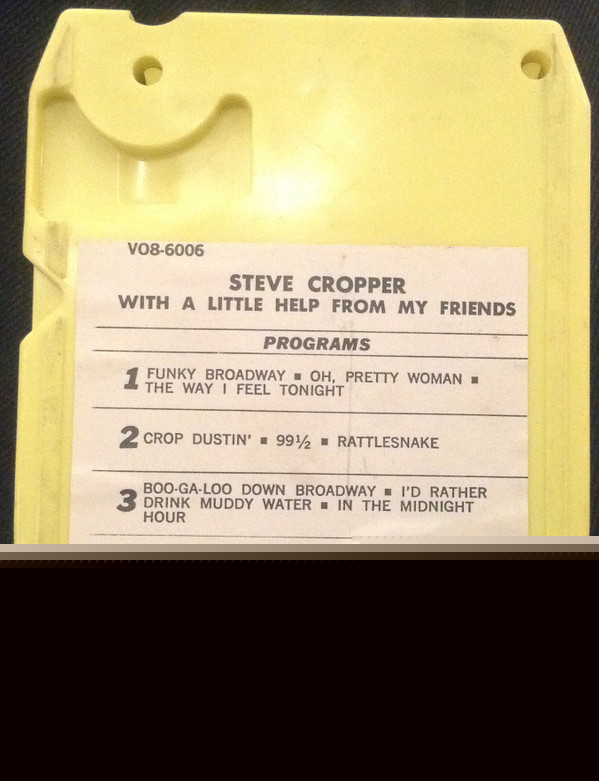 VO8-6006
STEVE CROPPER
WITH A LITTLE HELP FROM MY FRIENDS
PROGRAMS
1 FUNKY BROADWAY ■ OH, PRETTY WOMAN ■
THE WAY I FEEL TONIGHT
2 CROP DUSTIN' ■ 99½ ■ RATTLESNAKE
3 BOO-GA-LOO DOWN BROADWAY ■ I'D RATHER
DRINK MUDDY WATER ■ IN THE MIDNIGHT
HOUR